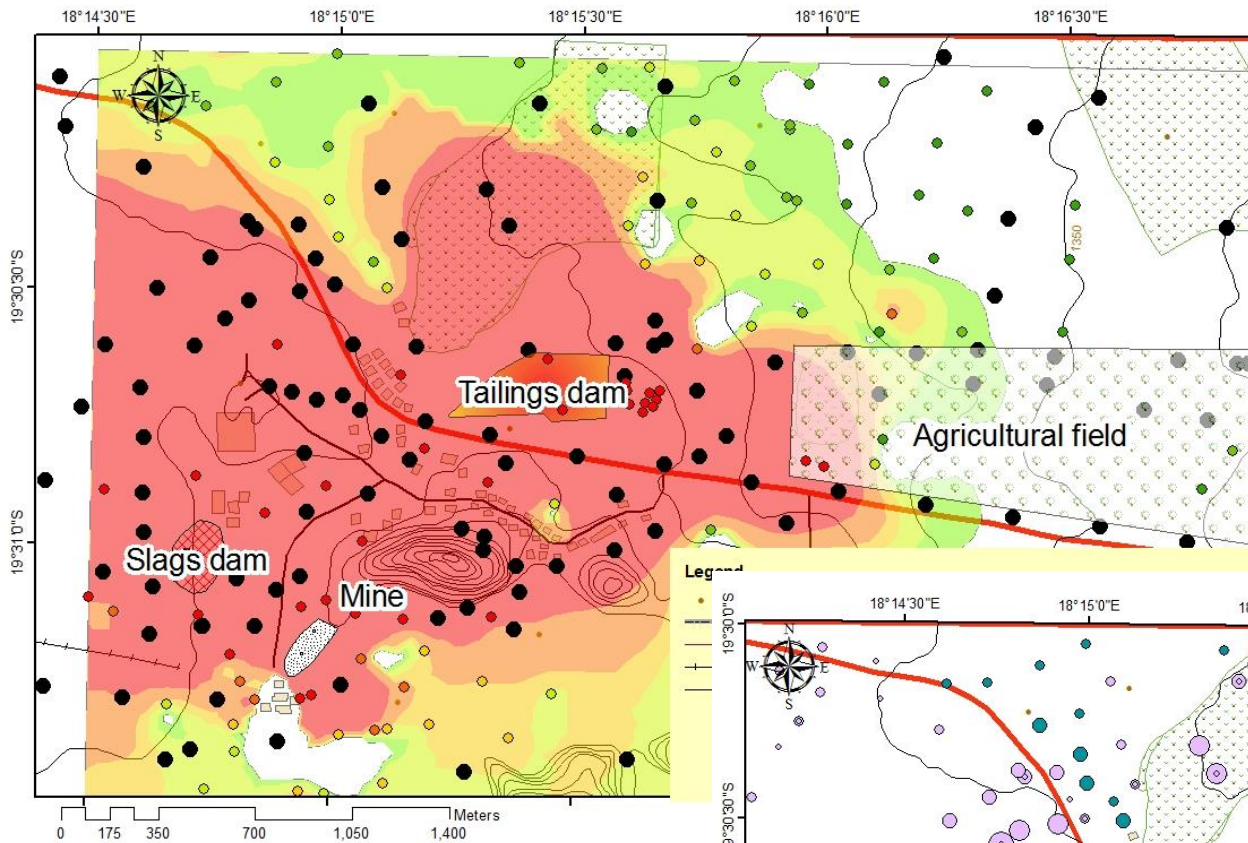 18°14'30"E 18°15'0"E 18°15'30"E 18°16'0"E 18°16'30"E
N
W E
S
1350
19°30'30"S
Tailings dam
Agricultural field
19°31'0"S
Slags dam
Mine
Legend
Meters
0 175 350 700 1,050 1,400
18°14'30"E 18°15'0"E
19°30'0"S
N
W E
S
19°30'30"S